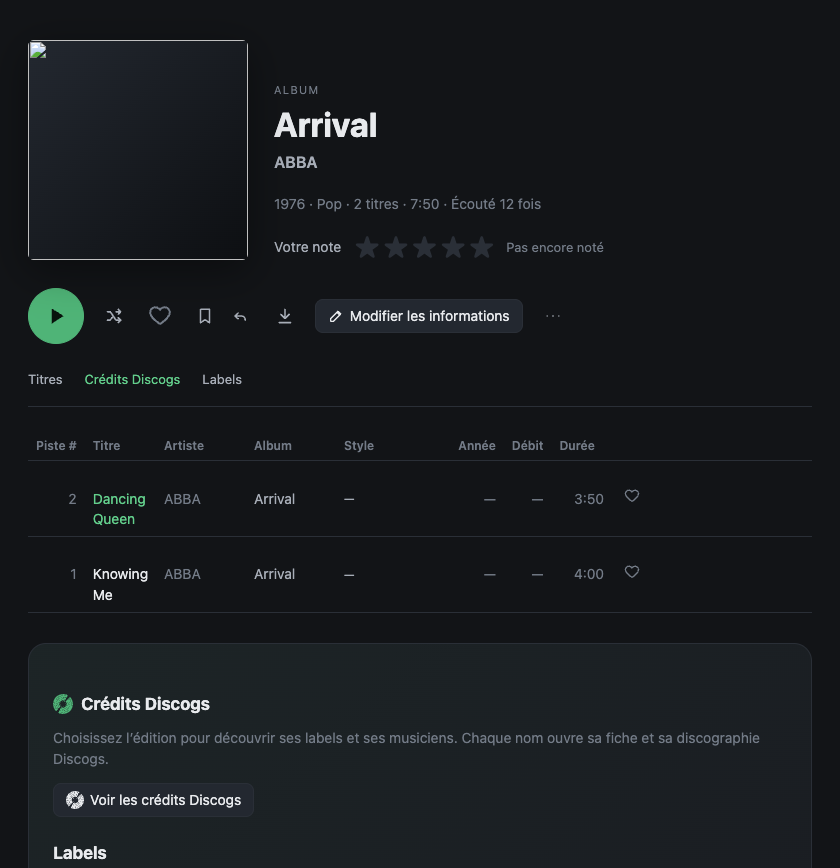 ALBUM
Arrival
ABBA
1976 · Pop · 2 titres · 7:50 · Écouté 12 fois
Votre note Pas encore noté
Modifier les informations ···
Titres Crédits Discogs Labels
Piste # Titre Artiste Album Style Année Débit Durée
2 Dancing ABBA Arrival — — — 3:50
Queen
1 Knowing ABBA Arrival — — — 4:00
Me
Crédits Discogs
Choisissez l'édition pour découvrir ses labels et ses musiciens. Chaque nom ouvre sa fiche et sa discographie
Discogs.
Voir les crédits Discogs
Labels